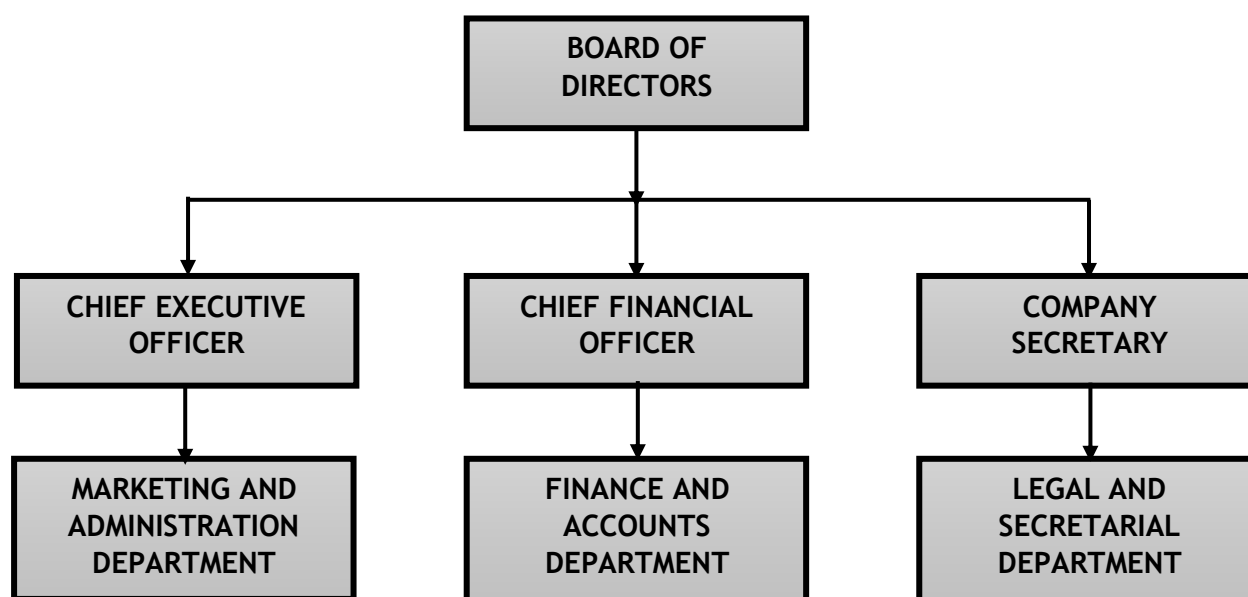 BOARD OF
DIRECTORS
CHIEF EXECUTIVE
OFFICER
CHIEF FINANCIAL
OFFICER
COMPANY
SECRETARY
MARKETING AND
ADMINISTRATION
DEPARTMENT
FINANCE AND
ACCOUNTS
DEPARTMENT
LEGAL AND
SECRETARIAL
DEPARTMENT